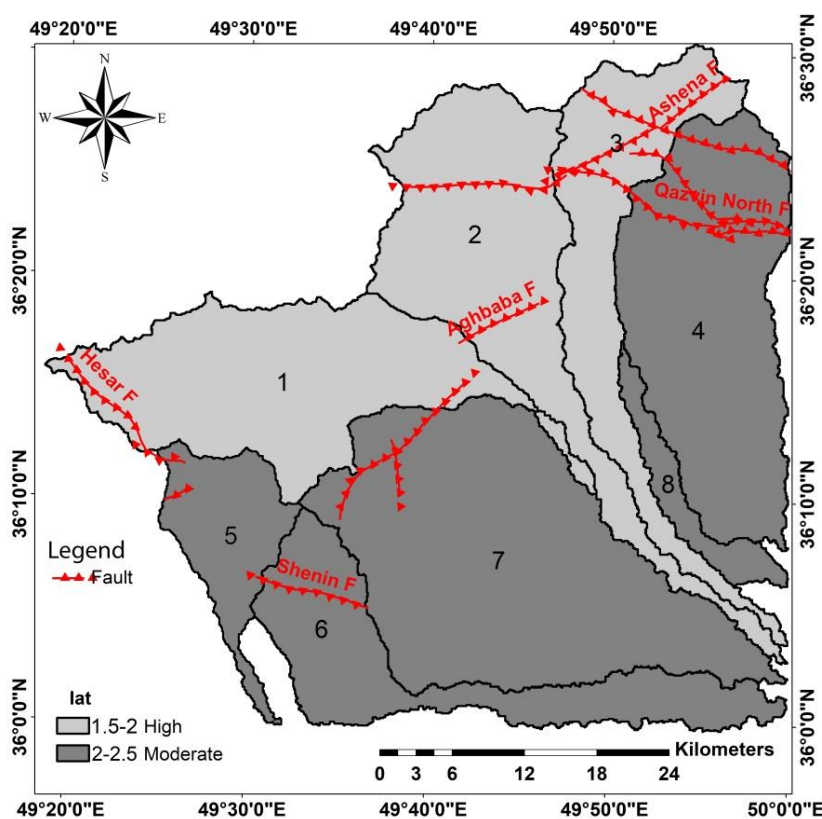 49°20'0"E 49°30'0"E 49°40'0"E 49°50'0"E
36°30'0"N
N
W E
S
Ashena F
3
Qazvin North F
2
36°20'0"N 36°20'0"N
Aghbaba F
4
Hesar F
1
36°10'0"N 36°10'0"N
8
5
7
Legend
Fault
Shenin F
6
Iat
1.5-2 High
2-2.5 Moderate
36°0'0"N 36°0'0"N
Kilometers
0 3 6 12 18 24
49°20'0"E 49°30'0"E 49°40'0"E 49°50'0"E 50°0'0"E